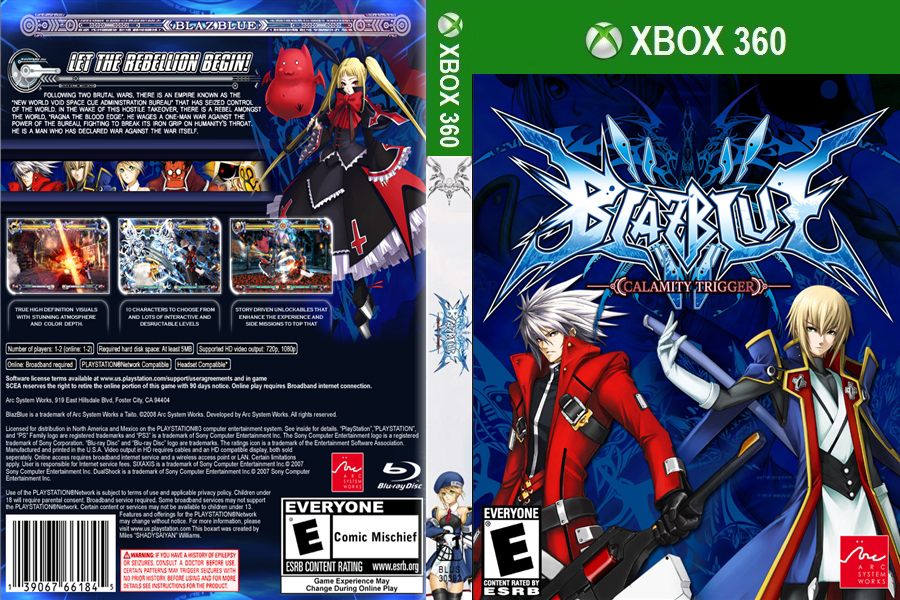 BLAZBLUE
LET THE REBELLION BEGIN!
FOLLOWING TWO BRUTAL WARS, THERE IS AN EMPIRE KNOWN AS THE
"NEW WORLD VOID SPACE CUE ADMINISTRATION BUREAU" THAT HAS SEIZED CONTROL
OF THE WORLD. IN THE WAKE OF THIS HOSTILE TAKEOVER, THERE IS A REBEL AMONGST
THE WORLD, "RAGNA THE BLOOD EDGE". HE WAGES A ONE-MAN WAR AGAINST THE
POWER OF THE BUREAU, FIGHTING TO BREAK ITS IRON GRIP ON HUMANITY'S THROAT.
HE IS A MAN WHO HAS DECLARED WAR AGAINST THE WAR ITSELF.
TRUE HIGH-DEFINITION VISUALS
WITH STUNNING ATMOSPHERE
AND COLOR DEPTH.
10 CHARACTERS TO CHOOSE FROM
AND LOTS OF INTERACTIVE AND
DESRUCTABLE LEVELS
STORY DRIVEN UNLOCKABLES THAT
ENHANCE THE EXPERIENCE AND
SIDE MISSIONS TO TOP THAT
Number of players: 1-2 (online: 1-2)
Required hard disk space: At least 5MB
Supported HD video output: 720p, 1080p
Online: Broadband required
PLAYSTATION®Network Compatible
Headset Compatible*
Software license terms available at www.us.playstation.com/support/useragreements and in game
SCEA reserves the right to retire the online portion of this game with 90 days notice. Online play requires Broadband internet connection.
Arc System Works, 919 East Hillsdale Blvd, Foster City, CA 94404
BlazBlue is a trademark of Arc System Works a Taito. ©2008 Arc System Works. Developed by Arc System Works. All rights reserved.
Licensed for distribution in North America and Mexico on the PLAYSTATION®3 computer entertainment system. See inside for details. "PlayStation","PLAYSTATION",
and "PS" Family logo are registered trademarks and "PS3" is a trademark of Sony Computer Entertainment Inc. The Sony Computer Entertainment logo is a registered
trademark of Sony Corporation. "Blu-ray Disc" and "Blu-ray Disc" logo are trademarks. The ratings icon is a trademark of the Entertainment Software Association.
Manufactured and printed in the U.S.A. Video output in HD requires cables and an HD compatible display, both sold
seperately. Online access requires broadband internet service and a wireless access point or LAN. Certain limitations
apply. User is responsible for Internet service fees. SIXAXIS is a trademark of Sony Computer Entertainment Inc.© 2007
Sony Computer Entertainment Inc. DualShock is a trademark of Sony Computer Entertainment Inc.© 2007 Sony Computer
Entertainment Inc.
ARC
SYSTEM
WORKS
Blu-ray Disc
Use of the PLAYSTATION®Network is subject to terms of use and applicable privacy policy. Children under
18 will require parental consent. Broadband service required. Some broadband services may not support
the PLAYSTATION®Network. Certain content or services may not be available to children under 13.
Features and offerings for the PLAYSTATION®Network
may change without notice. For more information, please
visit www.us.playstation.com This boxart was created by
Miles "SHADYSAIYAN" Williams.
1 39067 66184 5
WARNING: IF YOU HAVE A HISTORY OF EPILEPSY
OR SEIZURES, CONSULT A DOCTOR BEFORE USE.
CERTAIN PATTERNS MAY TRIGGER SEIZURES WITH
NO PRIOR HISTORY. BEFORE USING AND FOR MORE
DETAILS SEE INSTRUCTIONS FOR THE PRODUCT.
EVERYONE
E
Comic Mischief
ESRB CONTENT RATING www.esrb.org
Game Experience May
Change During Online Play
XBOX 360
BLAZBLUE
BLUS
XBOX 360
BLAZBLUE
CALAMITY TRIGGER
EVERYONE
E
CONTENT RATED BY
ESRB
ARC
SYSTEM
WORKS